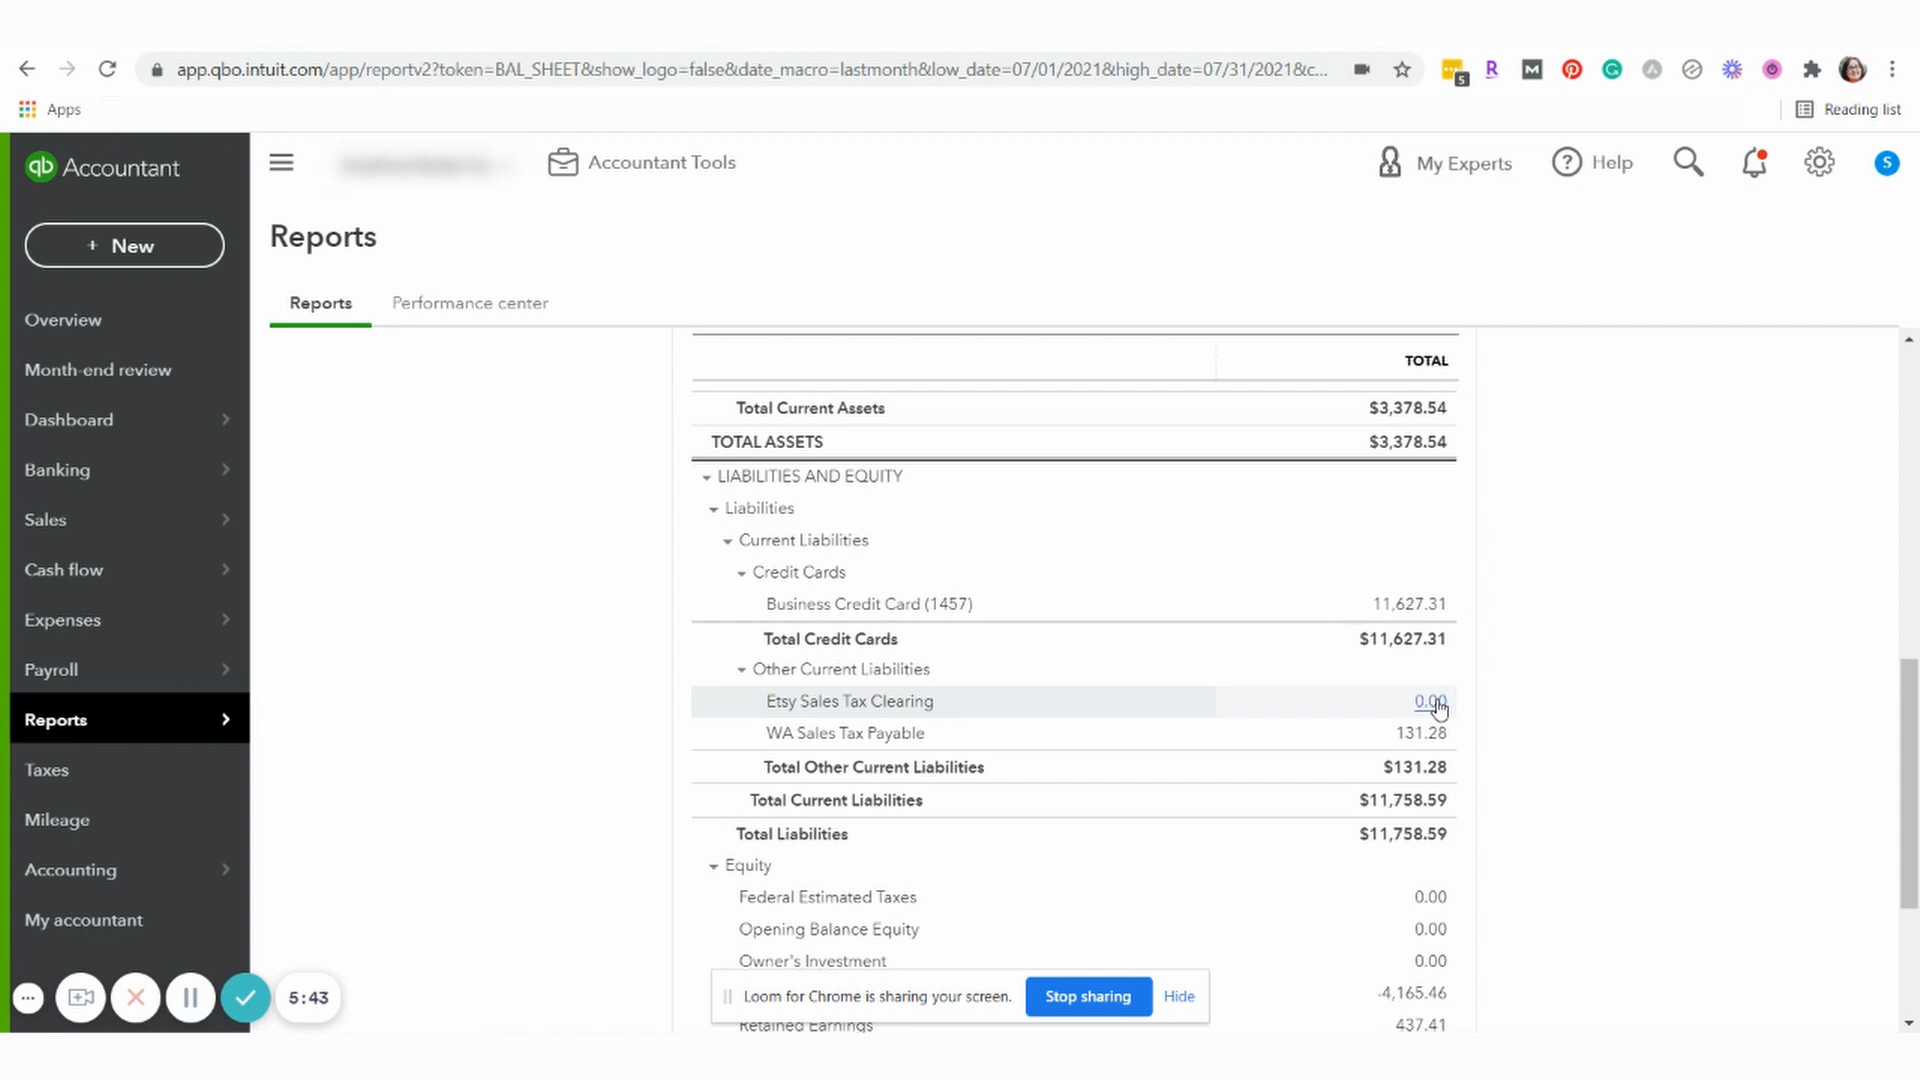 app.qbo.intuit.com/app/reportv2?token=BAL_SHEET&show_logo=false&date_macro=lastmonth&low_date=07/01/2021&high_date=07/31/2021&c...
5
R
M
Apps
Reading list
qb Accountant
Accountant Tools
My Experts
? Help
S
+ New
Reports
Overview
Month-end review
Dashboard
Banking
Sales
Cash flow
Expenses
Payroll
Reports
Taxes
Mileage
Accounting
My accountant
Reports
Performance center
TOTAL
Total Current Assets $3,378.54
TOTAL ASSETS $3,378.54
LIABILITIES AND EQUITY
Liabilities
Current Liabilities
Credit Cards
Business Credit Card (1457) 11,627.31
Total Credit Cards $11,627.31
Other Current Liabilities
Etsy Sales Tax Clearing 0.00
WA Sales Tax Payable 131.28
Total Other Current Liabilities $131.28
Total Current Liabilities $11,758.59
Total Liabilities $11,758.59
Equity
Federal Estimated Taxes 0.00
Opening Balance Equity 0.00
Owner's Investment 0.00
-4,165.46
Retained Earnings 437.41
Loom for Chrome is sharing your screen.
Stop sharing
Hide
5:43